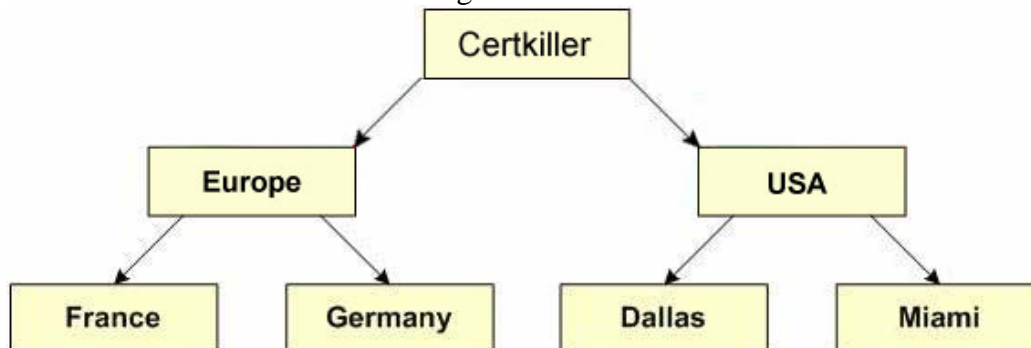 Certkiller
Europe
USA
France
Germany
Dallas
Miami